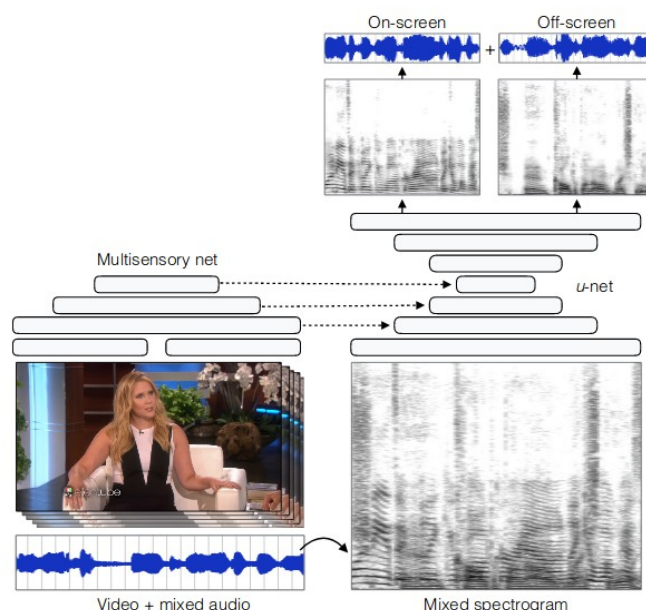 On-screen
Off-screen
+
Multisensory net
u-net
Video + mixed audio
Mixed spectrogram